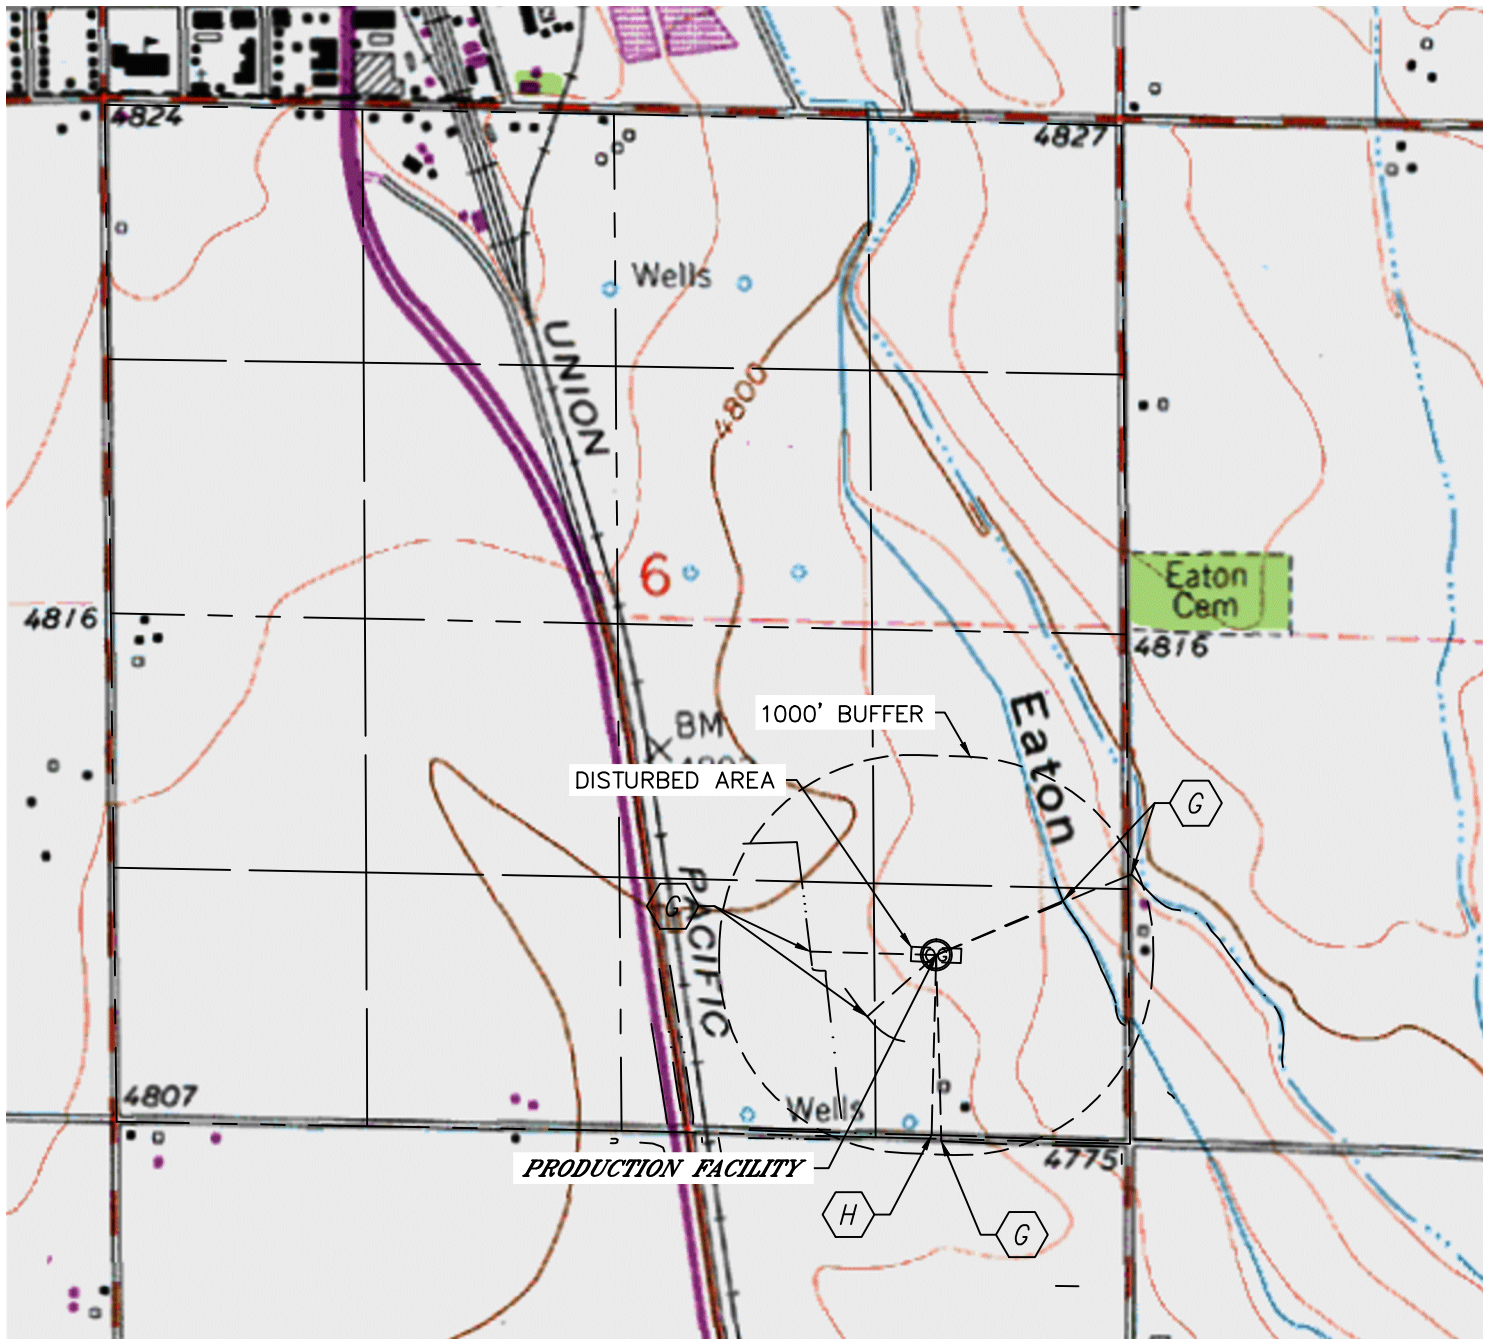 4824
4827
Wells
UNION
4800
6
Eaton
Cem
4816
4816
1000' BUFFER
BM
Eaton
DISTURBED AREA
G
PACIFIC
G
4807
Wells
4775
PRODUCTION FACILITY
H
G